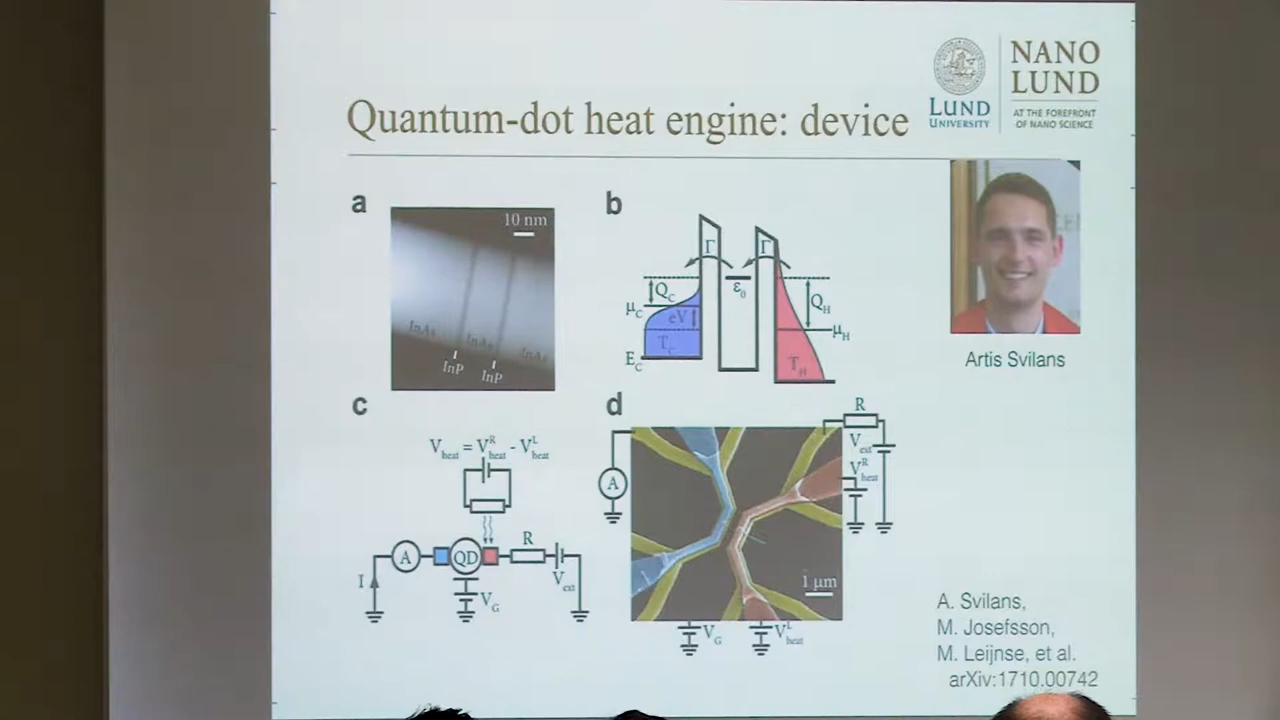 NANO
LUND
LUND
UNIVERSITY
AT THE FOREFRONT
OF NANO SCIENCE
Quantum-dot heat engine: device
a
10 nm
InAs
InAs
InAs
InP
InP
b
Γ
Γ
Q_C
ε_0
Q_H
μ_C
eV
μ_H
T_C
E_C
T_H
Artis Svilans
c
V_heat = V^R_heat - V^L_heat
A
QD
R
I
V_ext
V_G
d
R
V_ext
V^R_heat
A
1 μm
V_G
V^L_heat
A. Svilans,
M. Josefsson,
M. Leijnse, et al.
arXiv:1710.00742